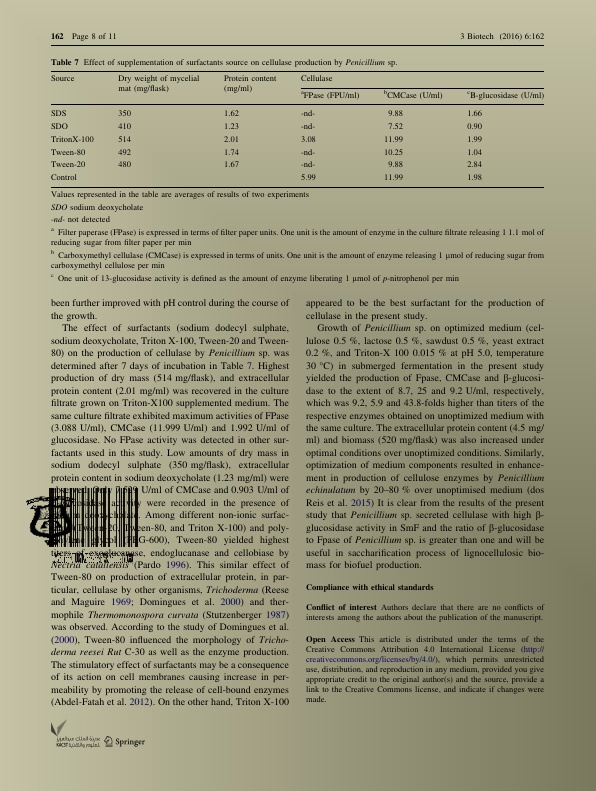 162 Page 8 of 11 3 Biotech (2016) 6:162
Table 7 Effect of supplementation of surfactants source on cellulase production by Penicillium sp.
Source Dry weight of mycelial mat (mg/flask) Protein content (mg/ml) Cellulase
aFPase (FPU/ml) bCMCase (U/ml) cB-glucosidase (U/ml)
SDS 350 1.62 -nd- 9.88 1.66
SDO 410 1.23 -nd- 7.52 0.90
TritonX-100 514 2.01 3.08 11.99 1.99
Tween-80 492 1.74 -nd- 10.25 1.04
Tween-20 480 1.67 -nd- 9.88 2.84
Control 5.99 11.99 1.98
Values represented in the table are averages of results of two experiments
SDO sodium deoxycholate
-nd- not detected
a Filter paperase (FPase) is expressed in terms of filter paper units. One unit is the amount of enzyme in the culture filtrate releasing 1 1.1 mol of
reducing sugar from filter paper per min
b Carboxymethyl cellulase (CMCase) is expressed in terms of units. One unit is the amount of enzyme releasing 1 µmol of reducing sugar from
carboxymethyl cellulose per min
c One unit of 13-glucosidase activity is defined as the amount of enzyme liberating 1 µmol of p-nitrophenol per min
been further improved with pH control during the course of
the growth.
The effect of surfactants (sodium dodecyl sulphate,
sodium deoxycholate, Triton X-100, Tween-20 and Tween-
80) on the production of cellulase by Penicillium sp. was
determined after 7 days of incubation in Table 7. Highest
production of dry mass (514 mg/flask), and extracellular
protein content (2.01 mg/ml) was recovered in the culture
filtrate grown on Triton-X100 supplemented medium. The
same culture filtrate exhibited maximum activities of FPase
(3.088 U/ml), CMCase (11.999 U/ml) and 1.992 U/ml of
glucosidase. No FPase activity was detected in other sur-
factants used in this study. Low amounts of dry mass in
sodium dodecyl sulphate (350 mg/flask), extracellular
protein content in sodium deoxycholate (1.23 mg/ml) were
U/ml of CMCase and 0.903 U/ml of
were recorded in the presence of
Among different non-ionic surfac-
Tween-80, and Triton X-100) and poly-
(PEG-600), Tween-80 yielded highest
titers of exoglucanase, endoglucanase and cellobiase by
Nectria catalinensis (Pardo 1996). This similar effect of
Tween-80 on production of extracellular protein, in par-
ticular, cellulase by other organisms, Trichoderma (Reese
and Maguire 1969; Domingues et al. 2000) and ther-
mophile Thermomonospora curvata (Stutzenberger 1987)
was observed. According to the study of Domingues et al.
(2000), Tween-80 influenced the morphology of Tricho-
derma reesei Rut C-30 as well as the enzyme production.
The stimulatory effect of surfactants may be a consequence
of its action on cell membranes causing increase in per-
meability by promoting the release of cell-bound enzymes
(Abdel-Fatah et al. 2012). On the other hand, Triton X-100
appeared to be the best surfactant for the production of
cellulase in the present study.
Growth of Penicillium sp. on optimized medium (cel-
lulose 0.5 %, lactose 0.5 %, sawdust 0.5 %, yeast extract
0.2 %, and Triton-X 100 0.015 % at pH 5.0, temperature
30 °C) in submerged fermentation in the present study
yielded the production of Fpase, CMCase and β-glucosi-
dase to the extent of 8.7, 25 and 9.2 U/ml, respectively,
which was 9.2, 5.9 and 43.8-folds higher than titers of the
respective enzymes obtained on unoptimized medium with
the same culture. The extracellular protein content (4.5 mg/
ml) and biomass (520 mg/flask) was also increased under
optimal conditions over unoptimized conditions. Similarly,
optimization of medium components resulted in enhance-
ment in production of cellulase enzymes by Penicillium
echinulatum by 20–80 % over unoptimised medium (dos
Reis et al. 2015) It is clear from the results of the present
study that Penicillium sp. secreted cellulase with high β-
glucosidase activity in SmF and the ratio of β-glucosidase
to Fpase of Penicillium sp. is greater than one and will be
useful in saccharification process of lignocellulosic bio-
mass for biofuel production.
Compliance with ethical standards
Conflict of interest Authors declare that there are no conflicts of
interests among the authors about the publication of the manuscript.
Open Access This article is distributed under the terms of the
Creative Commons Attribution 4.0 International License (http://
creativecommons.org/licenses/by/4.0/), which permits unrestricted
use, distribution, and reproduction in any medium, provided you give
appropriate credit to the original author(s) and the source, provide a
link to the Creative Commons license, and indicate if changes were
made.
مدينة الملك عبدالعزيز
للعلوم والتقنية KACST
Springer